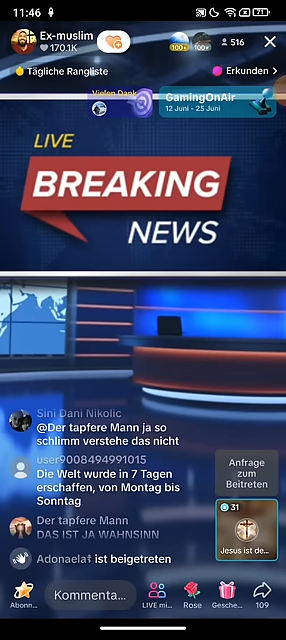 11:46
71
Ex-muslim
170.1K
100+
100+
516
Tägliche Rangliste
Erkunden >
Vielen Dank
GamingOnAir
12 Juni - 25 Juni
LIVE
BREAKING
NEWS
Sini Dani Nikolic
@Der tapfere Mann ja so
schlimm verstehe das nicht
user9008494991015
Die Welt wurde in 7 Tagen
erschaffen, von Montag bis
Sonntag
Der tapfere Mann
DAS IST JA WAHNSINN
Adonaela‡ ist beigetreten
Anfrage
zum
Beitreten
31
Jesus ist de...
Abonn...
Kommenta...
LIVE mi...
Rose
Gesche...
109